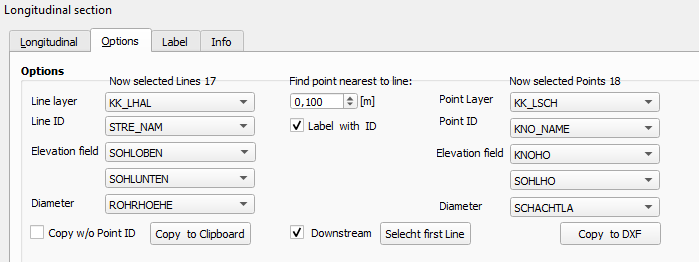 Longitudinal section
Longitudinal Options Label Info
Options
Now selected Lines 17 Find point nearest to line: Now selected Points 18
Line layer KK_LHAL 0,100 [m] Point Layer KK_LSCH
Line ID STRE_NAM Label with ID Point ID KNO_NAME
Elevation field SOHLOBEN Elevation field KNOHO
SOHLUNTEN SOHLHO
Diameter ROHRHOEHE Diameter SCHACHTLA
Copy w/o Point ID Copy to Clipboard Downstream Selecht first Line Copy to DXF